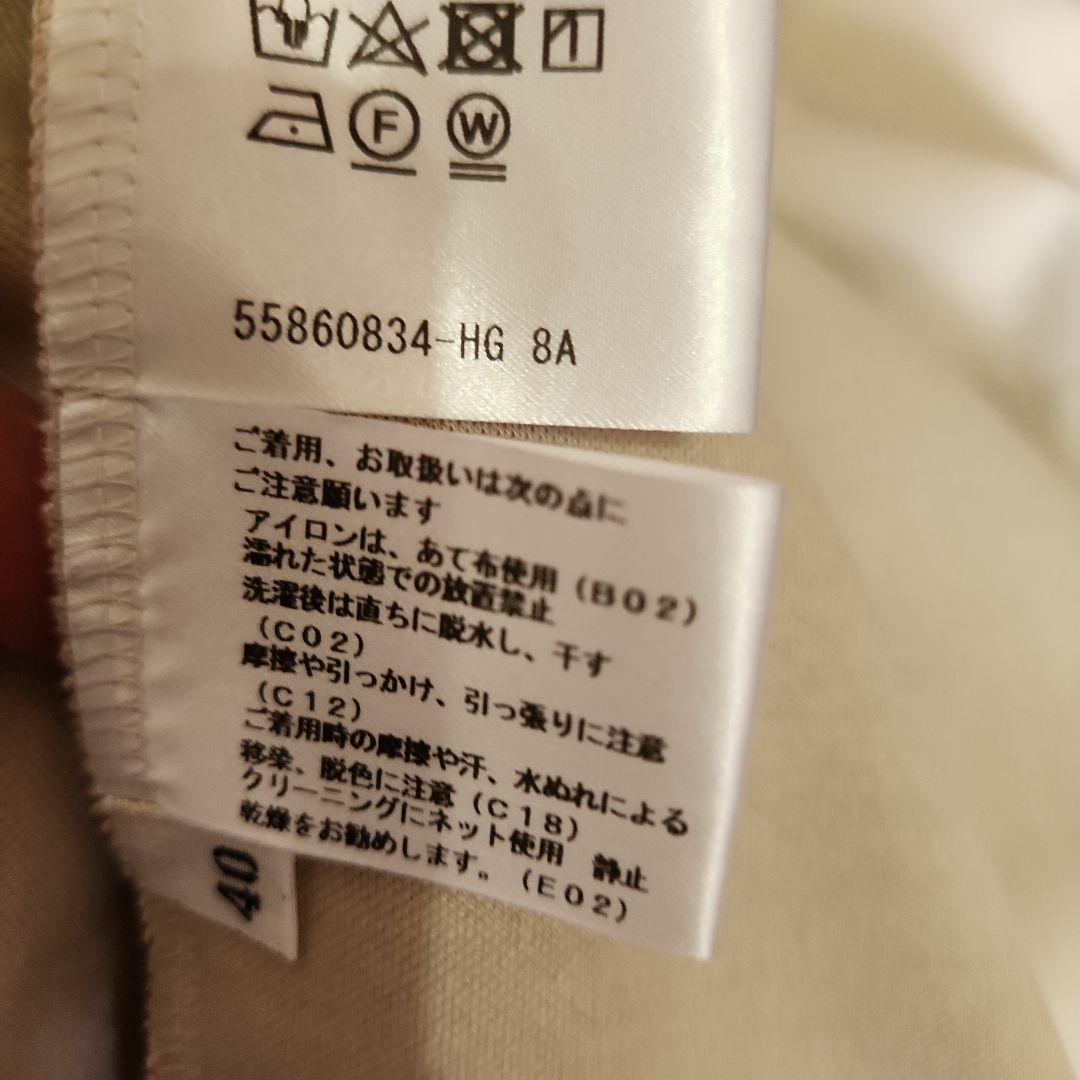 F W
55860834-HG 8A
ご着用、お取扱いは次の点に
ご注意願います
アイロンは、あて布使用（B02）
濡れた状態での放置禁止
洗濯後は直ちに脱水し、干す
（C02）
摩擦や引っかけ、引っ張りに注意
（C12）
ご着用時の摩擦や汗、水ぬれによる
移染、脱色に注意（C18）
クリーニングにネット使用　静止
乾燥をお勧めします。（E02）
40